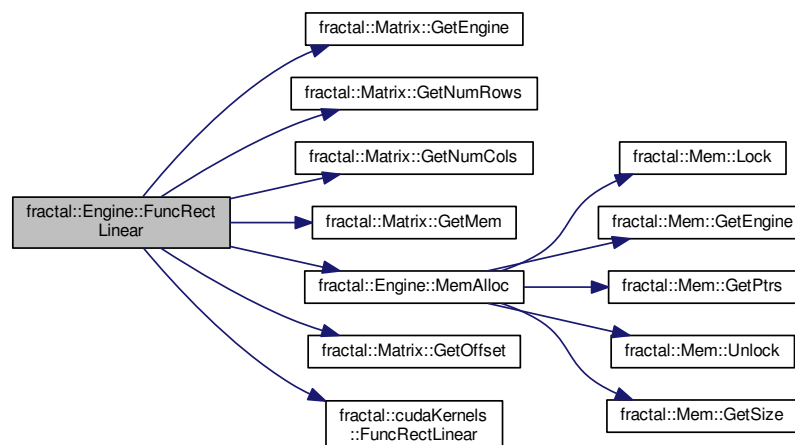 fractal::Matrix::GetEngine
fractal::Matrix::GetNumRows
fractal::Matrix::GetNumCols
fractal::Mem::Lock
fractal::Engine::FuncRect
Linear
fractal::Matrix::GetMem
fractal::Mem::GetEngine
fractal::Engine::MemAlloc
fractal::Mem::GetPtrs
fractal::Matrix::GetOffset
fractal::Mem::Unlock
fractal::cudaKernels
::FuncRectLinear
fractal::Mem::GetSize